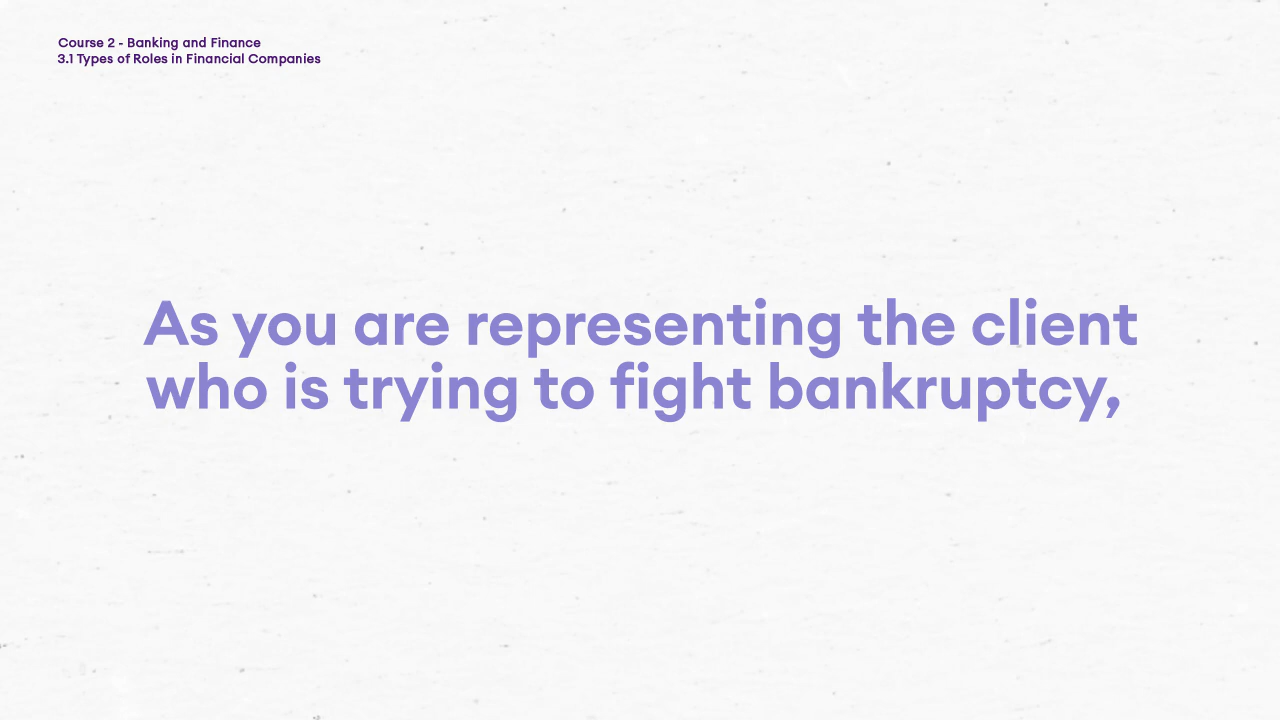 Course 2 - Banking and Finance
3.1 Types of Roles in Financial Companies
As you are representing the client
who is trying to fight bankruptcy,